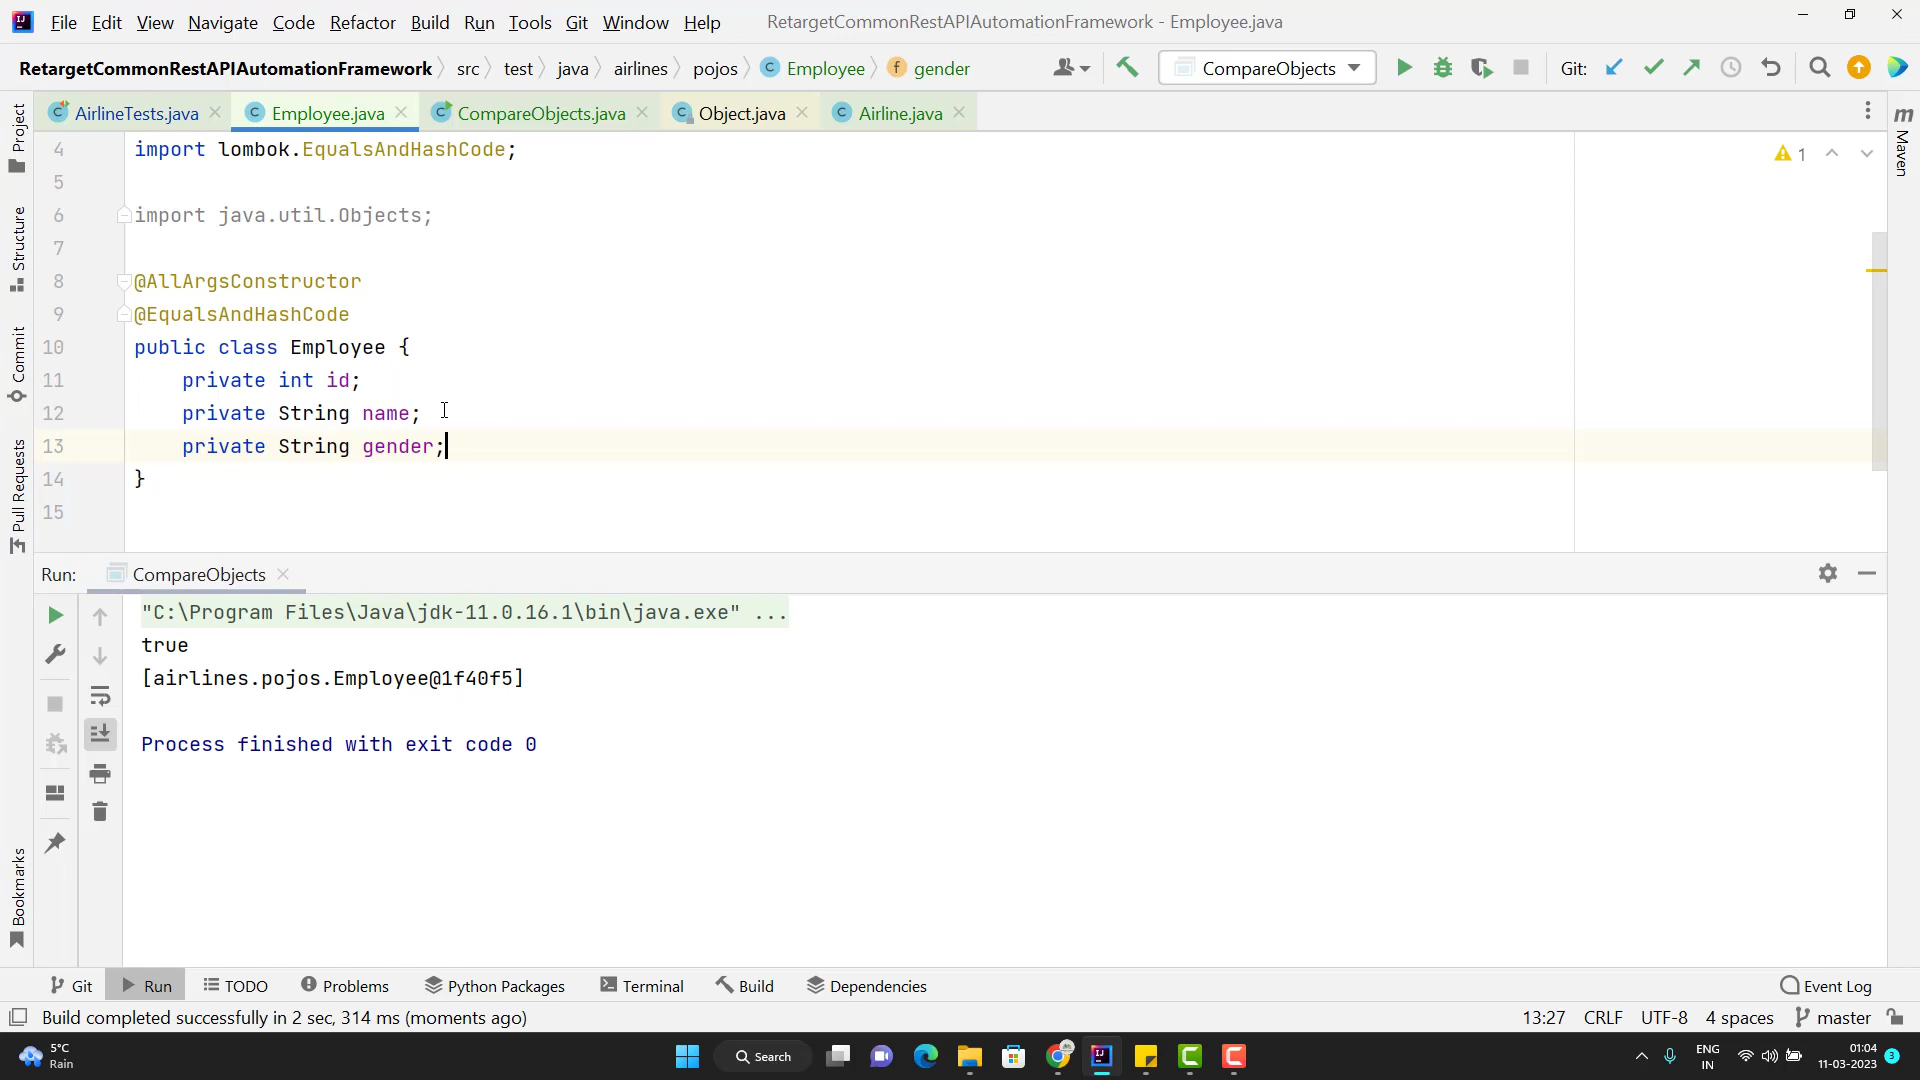 File Edit View Navigate Code Refactor Build Run Tools Git Window Help RetargetCommonRestAPIAutomationFramework - Employee.java
RetargetCommonRestAPIAutomationFramework src test java airlines pojos Employee gender CompareObjects Git:
AirlineTests.java Employee.java CompareObjects.java Object.java Airline.java
4 import lombok.EqualsAndHashCode;
5
6 import java.util.Objects;
7
8 @AllArgsConstructor
9 @EqualsAndHashCode
10 public class Employee {
11 private int id;
12 private String name;
13 private String gender;
14 }
15
1
Project
Structure
Commit
Pull Requests
Bookmarks
m
Maven
Run: CompareObjects
"C:\Program Files\Java\jdk-11.0.16.1\bin\java.exe" ...
true
[airlines.pojos.Employee@1f40f5]
Process finished with exit code 0
Git Run TODO Problems Python Packages Terminal Build Dependencies Event Log
Build completed successfully in 2 sec, 314 ms (moments ago) 13:27 CRLF UTF-8 4 spaces master
5°C
Rain
Search
ENG
IN
01:04
11-03-2023
3